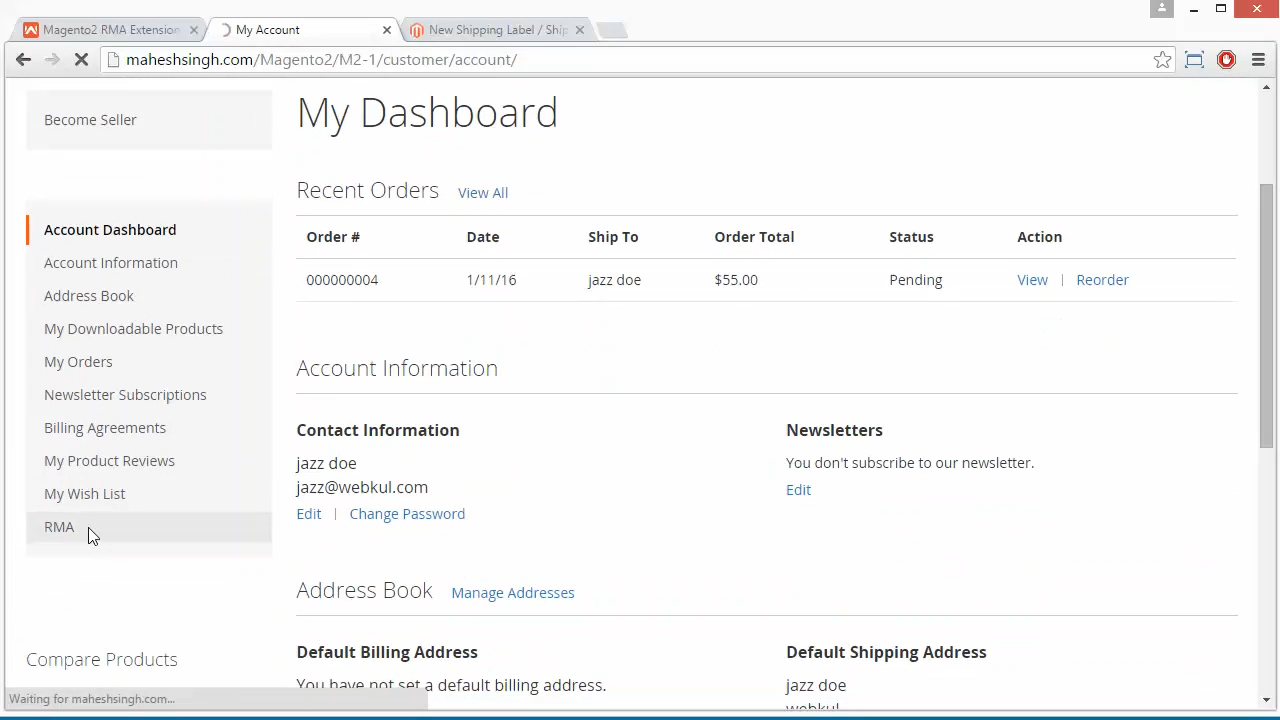 Magento2 RMA Extension
My Account
New Shipping Label / Ship
maheshsingh.com/Magento2/M2-1/customer/account/
Become Seller
My Dashboard
Recent Orders View All
Order # Date Ship To Order Total Status Action
000000004 1/11/16 jazz doe $55.00 Pending View | Reorder
Account Dashboard
Account Information
Address Book
My Downloadable Products
My Orders
Newsletter Subscriptions
Billing Agreements
My Product Reviews
My Wish List
RMA
Account Information
Contact Information
jazz doe
jazz@webkul.com
Edit | Change Password
Newsletters
You don't subscribe to our newsletter.
Edit
Address Book Manage Addresses
Default Billing Address
You have not set a default billing address.
Default Shipping Address
jazz doe
webkul
Compare Products
Waiting for maheshsingh.com...